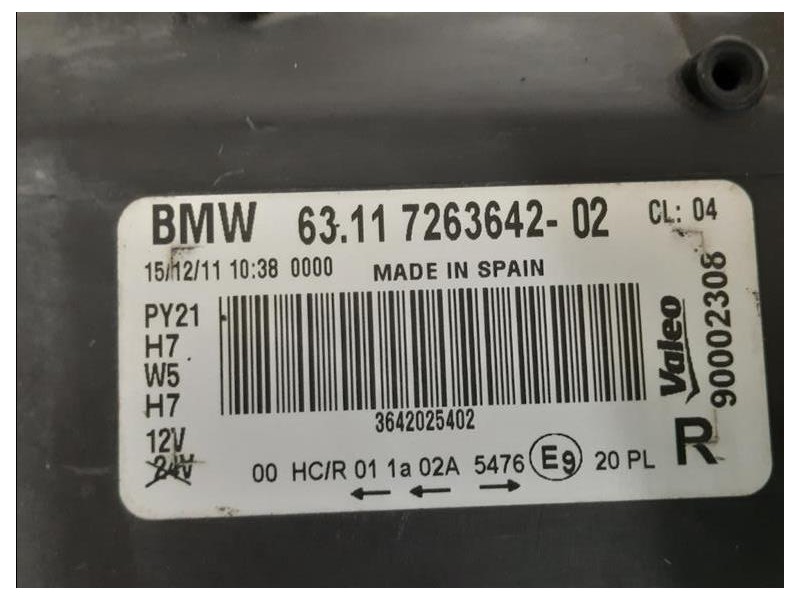 BMW 63.11 7263642-02 CL: 04
15/12/11 10:38 0000 MADE IN SPAIN
PY21
H7
W5
H7
12V
24V
3642025402
00 HC/R 01 1a 02A 5476 E9 20 PL
R
Valeo
90002308